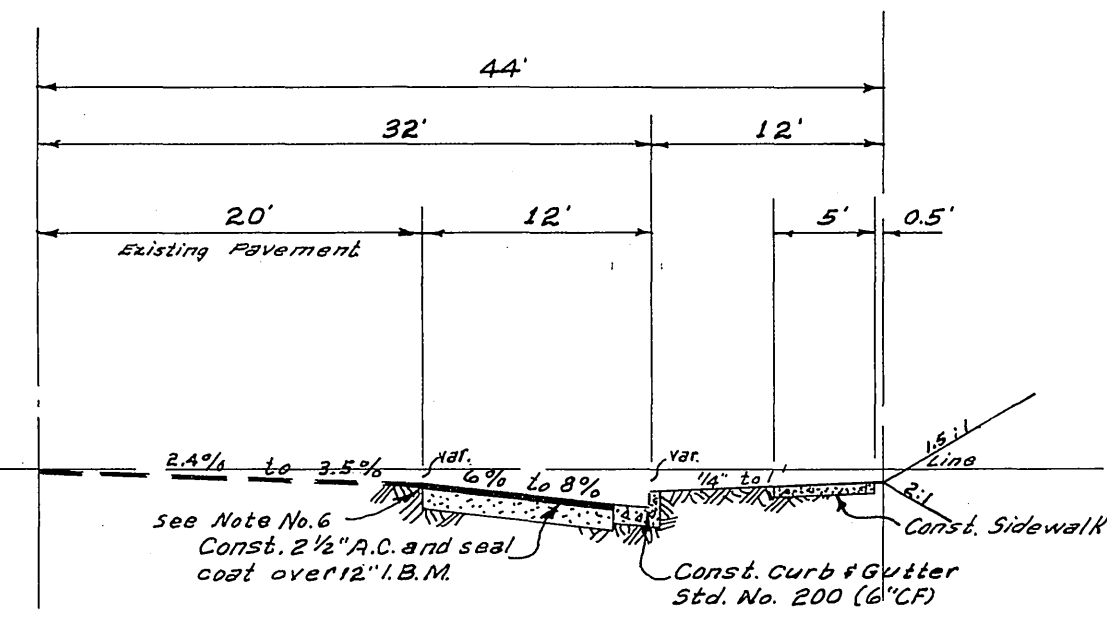 44'
32' 12'
20' 12' 5' 0.5'
Existing Pavement
1.5:1
Line
2:1
2.4% to 3.5%
var.
6% to 8%
var.
1/4" to 1'
see Note No.6
Const. 2 1/2" A.C. and seal
coat over 12" I.B.M.
Const. Sidewalk
Const. Curb & Gutter
Std. No. 200 (6"CF)